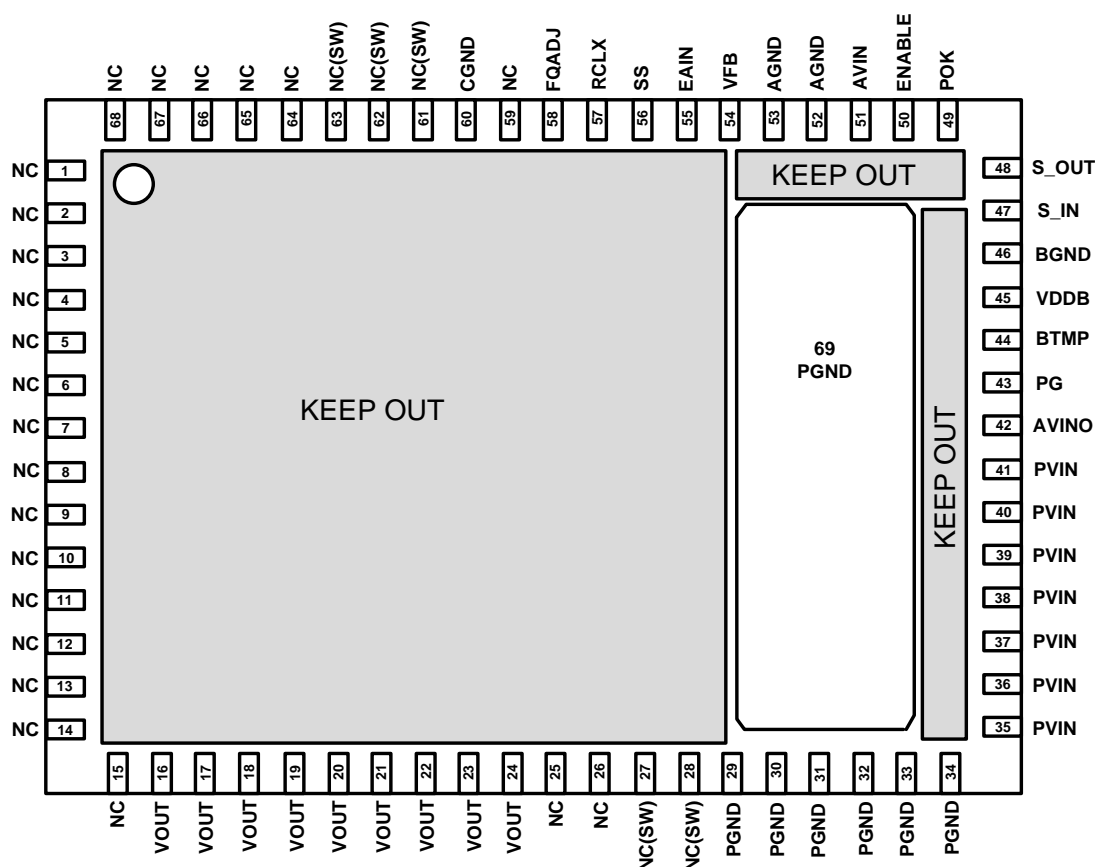 NC NC NC NC NC NC(SW) NC(SW) NC(SW) CGND NC FQADJ RCLX SS EAIN VFB AGND AGND AVIN ENABLE POK
68 67 66 65 64 63 62 61 60 59 58 57 56 55 54 53 52 51 50 49
NC 1
NC 2
NC 3
NC 4
NC 5
NC 6
NC 7
NC 8
NC 9
NC 10
NC 11
NC 12
NC 13
NC 14
KEEP OUT
KEEP OUT
69
PGND
KEEP OUT
48 S_OUT
47 S_IN
46 BGND
45 VDDB
44 BTMP
43 PG
42 AVINO
41 PVIN
40 PVIN
39 PVIN
38 PVIN
37 PVIN
36 PVIN
35 PVIN
15 16 17 18 19 20 21 22 23 24 25 26 27 28 29 30 31 32 33 34
NC VOUT VOUT VOUT VOUT VOUT VOUT VOUT VOUT VOUT NC NC NC(SW) NC(SW) PGND PGND PGND PGND PGND PGND